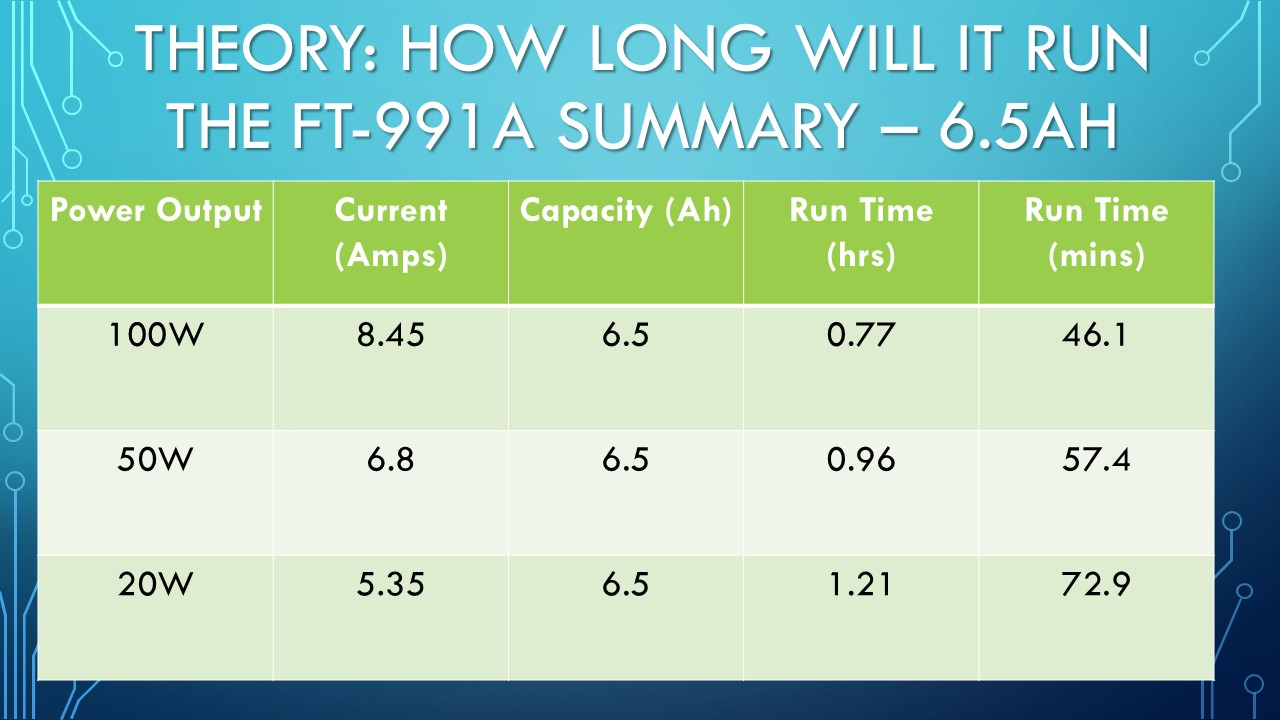 THEORY: HOW LONG WILL IT RUN
THE FT-991A SUMMARY – 6.5AH
Power Output Current (Amps) Capacity (Ah) Run Time (hrs) Run Time (mins)
100W 8.45 6.5 0.77 46.1
50W 6.8 6.5 0.96 57.4
20W 5.35 6.5 1.21 72.9